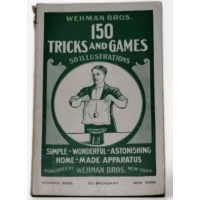 WEHMAN BROS.
150
TRICKS AND GAMES
50 ILLUSTRATIONS
SIMPLE - WONDERFUL - ASTONISHING
HOME-MADE APPARATUS
PUBLISHED BY WEHMAN BROS. NEW YORK
WEHMAN BROS. BROADWAY NEW YORK